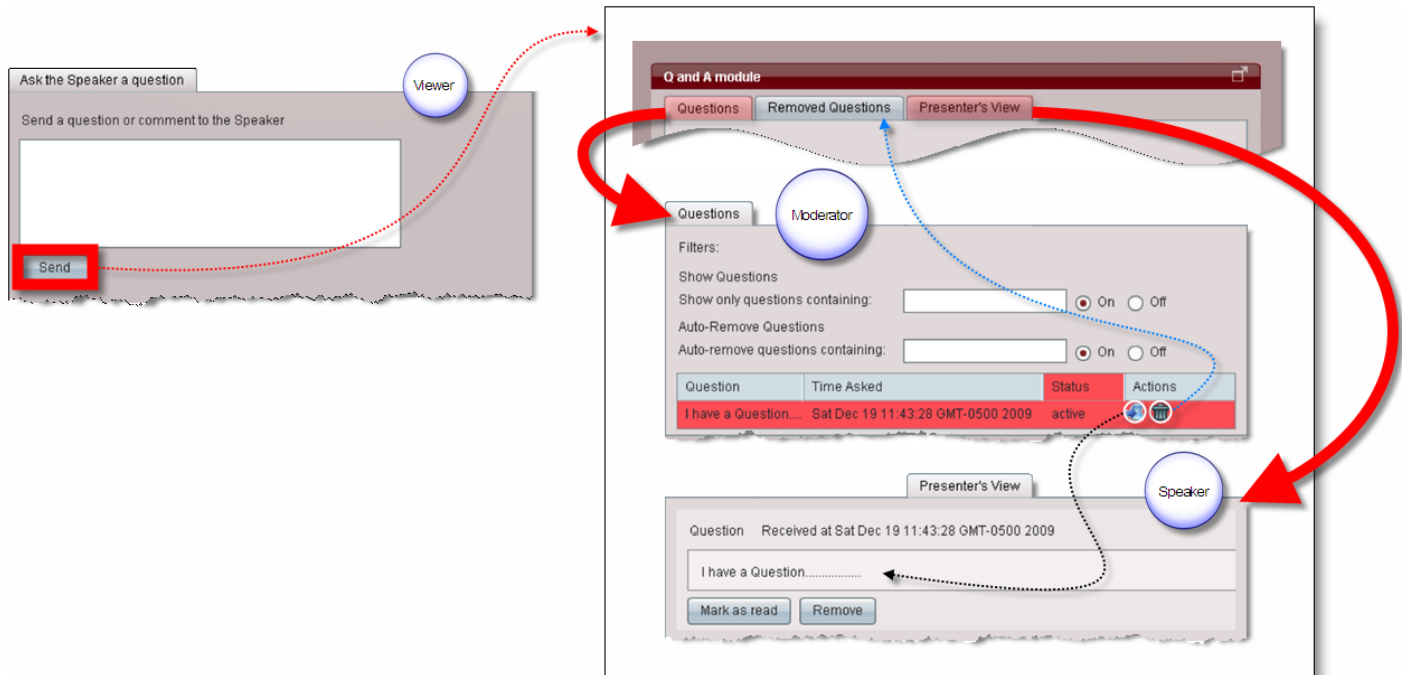 Ask the Speaker a question
Viewer
Send a question or comment to the Speaker
Send
Q and A module
Questions Removed Questions Presenter's View
Questions
Moderator
Filters:
Show Questions
Show only questions containing: On Off
Auto-Remove Questions
Auto-remove questions containing: On Off
Question Time Asked Status Actions
I have a Question.... Sat Dec 19 11:43:28 GMT-0500 2009 active
Presenter's View
Speaker
Question Received at Sat Dec 19 11:43:28 GMT-0500 2009
I have a Question................
Mark as read Remove